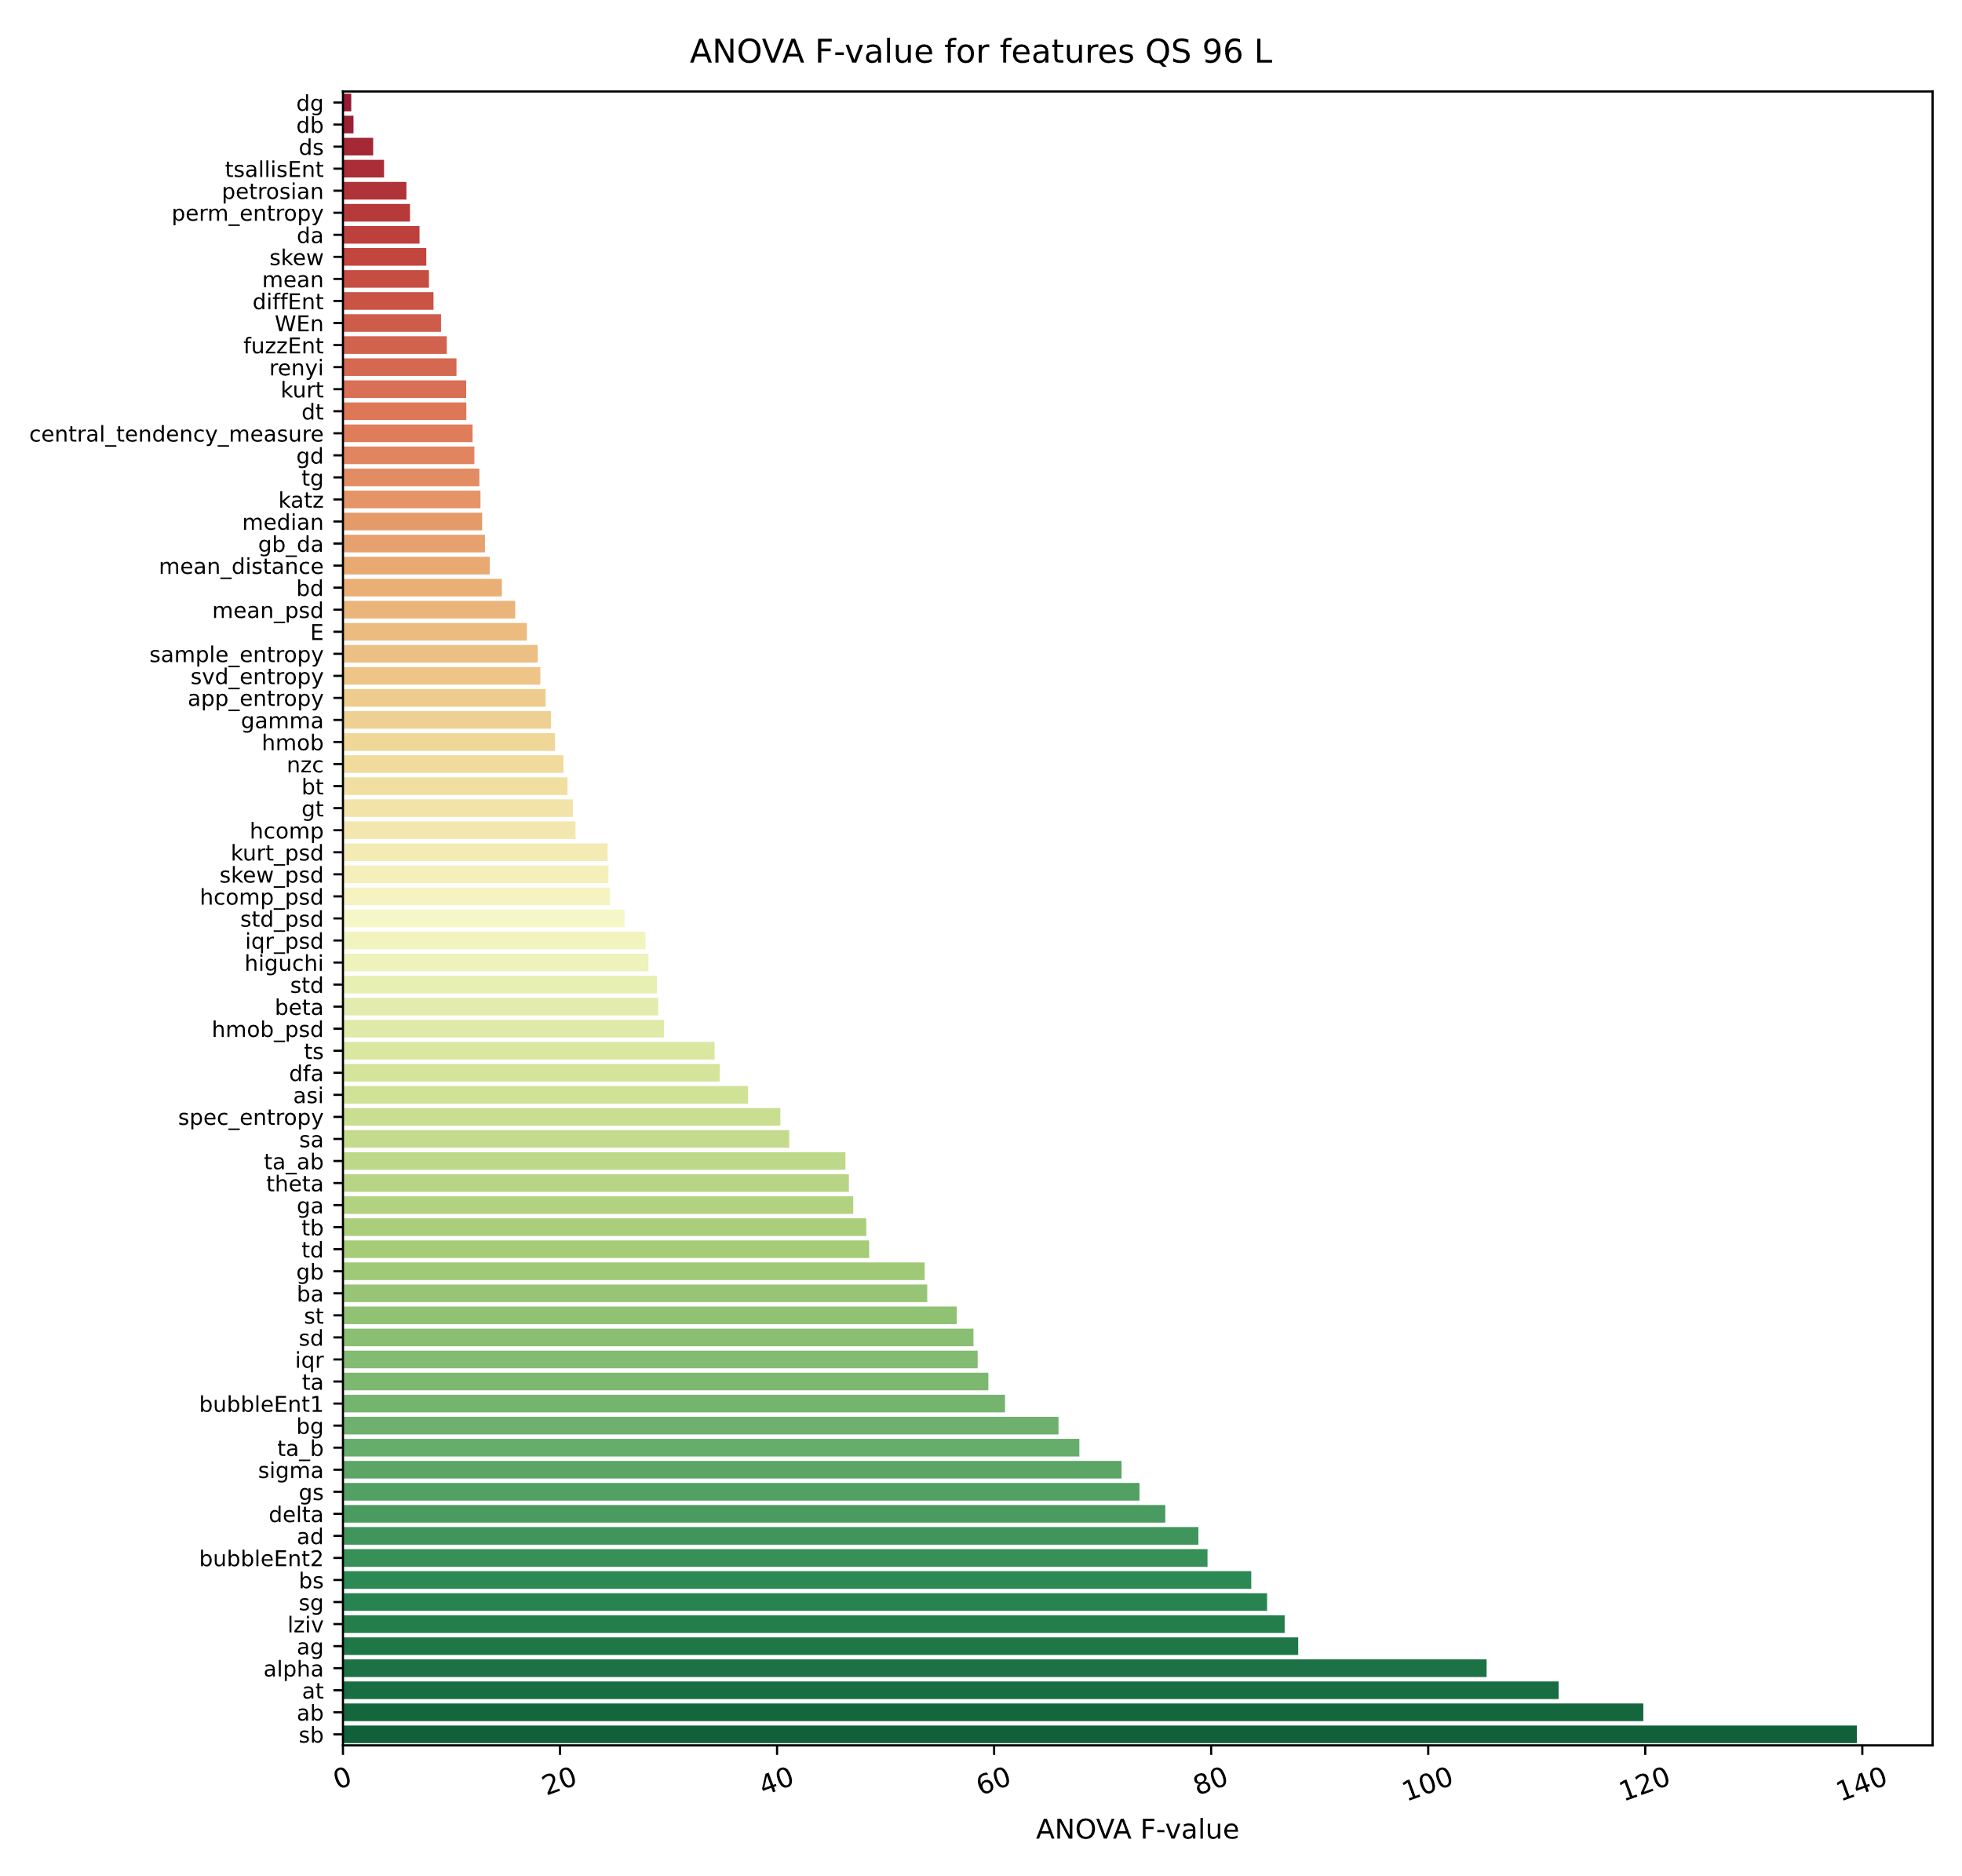 ANOVA F-value for features QS 96 L
dg
db
ds
tsallisEnt
petrosian
perm_entropy
da
skew
mean
diffEnt
WEn
fuzzEnt
renyi
kurt
dt
central_tendency_measure
gd
tg
katz
median
gb_da
mean_distance
bd
mean_psd
E
sample_entropy
svd_entropy
app_entropy
gamma
hmob
nzc
bt
gt
hcomp
kurt_psd
skew_psd
hcomp_psd
std_psd
iqr_psd
higuchi
std
beta
hmob_psd
ts
dfa
asi
spec_entropy
sa
ta_ab
theta
ga
tb
td
gb
ba
st
sd
iqr
ta
bubbleEnt1
bg
ta_b
sigma
gs
delta
ad
bubbleEnt2
bs
sg
lziv
ag
alpha
at
ab
sb
0 20 40 60 80 100 120 140
ANOVA F-value